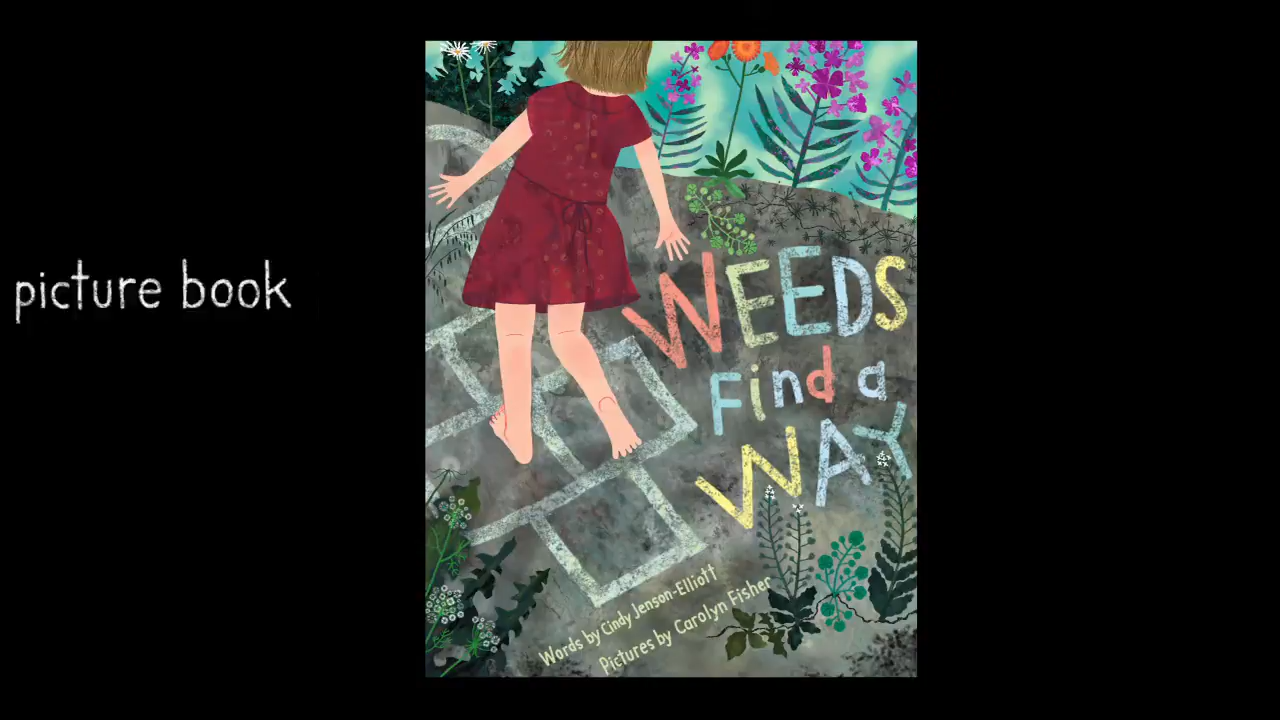 picture book
WEEDS
Find a
WAY
Words by Cindy Jenson-Elliott
Pictures by Carolyn Fisher